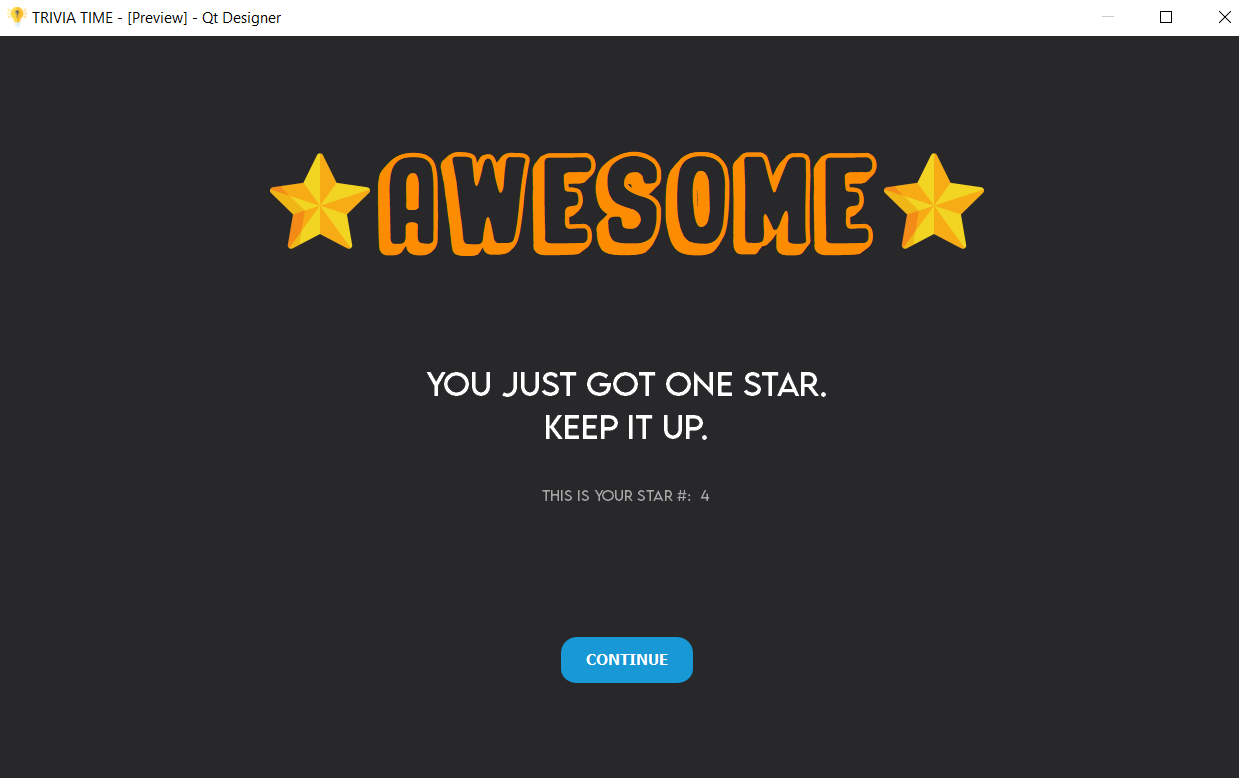 TRIVIA TIME - [Preview] - Qt Designer
AWESOME
YOU JUST GOT ONE STAR.
KEEP IT UP.
THIS IS YOUR STAR #: 4
CONTINUE